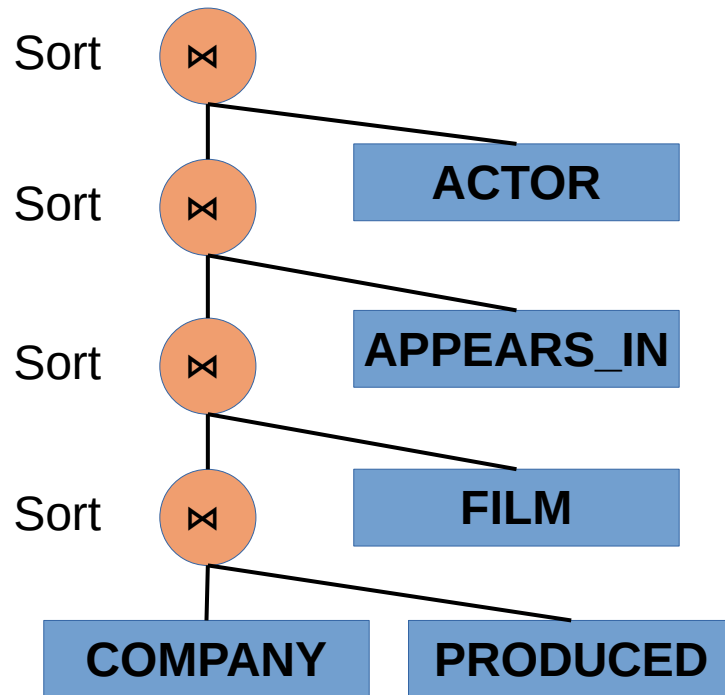 Sort ⋈
ACTOR
Sort ⋈
APPEARS_IN
Sort ⋈
FILM
Sort ⋈
COMPANY PRODUCED